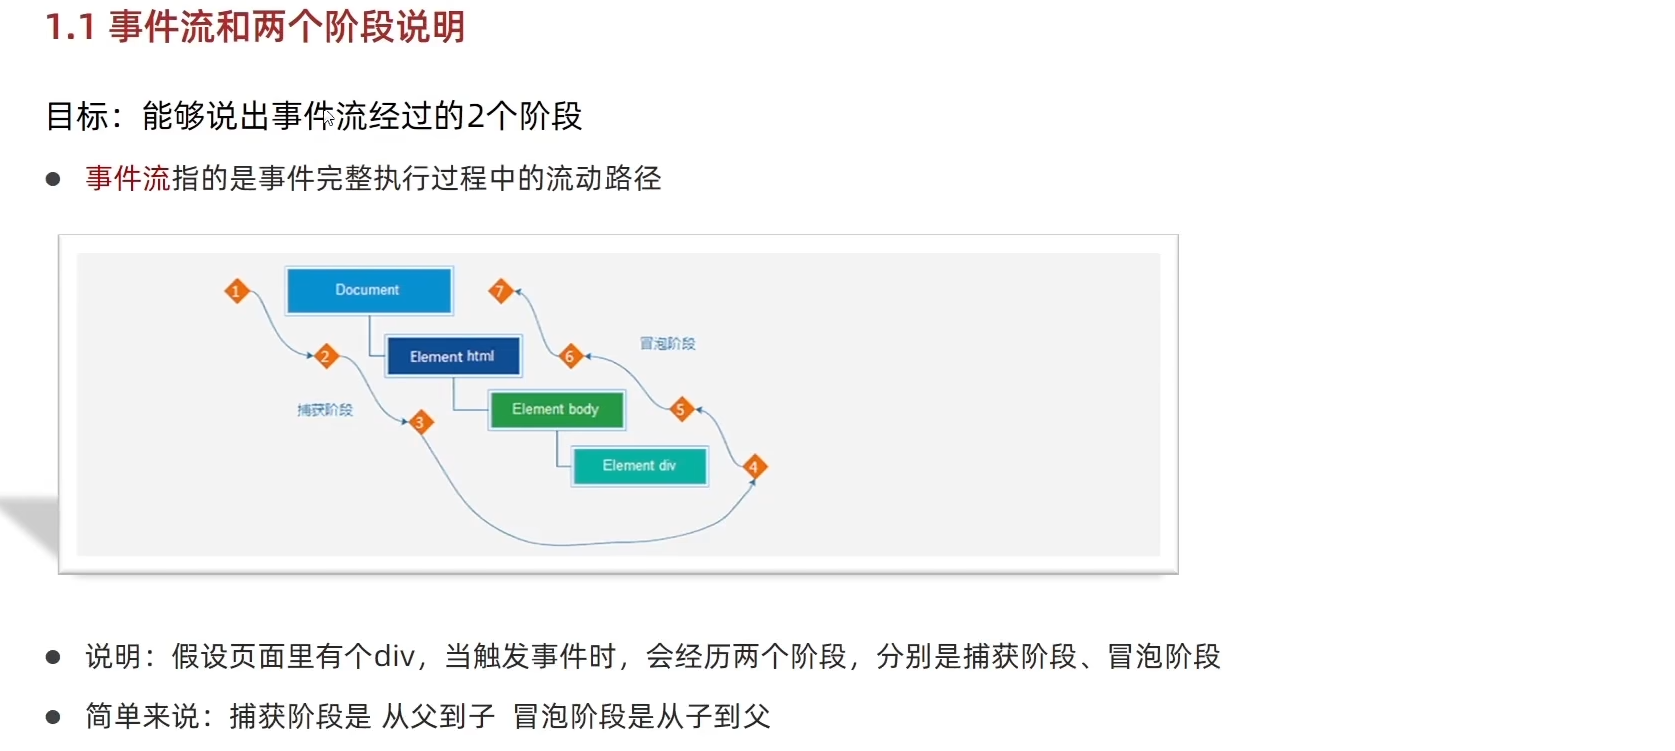 1.1 事件流和两个阶段说明
目标：能够说出事件流经过的2个阶段
● 事件流指的是事件完整执行过程中的流动路径
1
Document
7
2
Element html
6
冒泡阶段
捕获阶段
3
Element body
5
Element div
4
● 说明：假设页面里有个div，当触发事件时，会经历两个阶段，分别是捕获阶段、冒泡阶段
● 简单来说：捕获阶段是 从父到子 冒泡阶段是从子到父